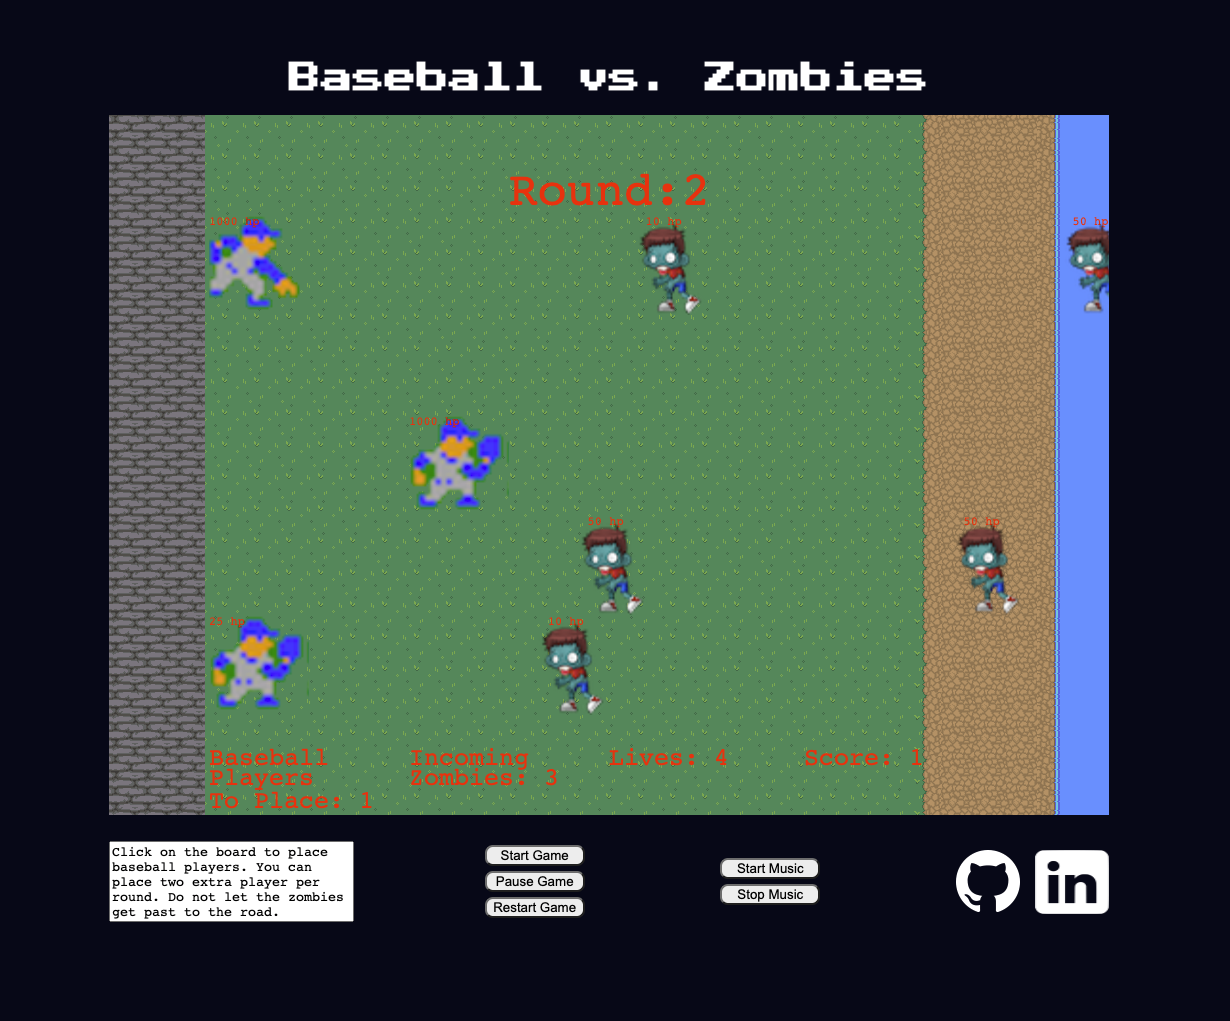 Baseball vs. Zombies
Round:2
1000 hp
10 hp
50 hp
1000 hp
50 hp
50 hp
25 hp
10 hp
Baseball
Players
To Place: 1
Incoming
Zombies: 3
Lives: 4
Score: 1
Click on the board to place
baseball players. You can
place two extra player per
round. Do not let the zombies
get past to the road.
Start Game
Pause Game
Restart Game
Start Music
Stop Music
in